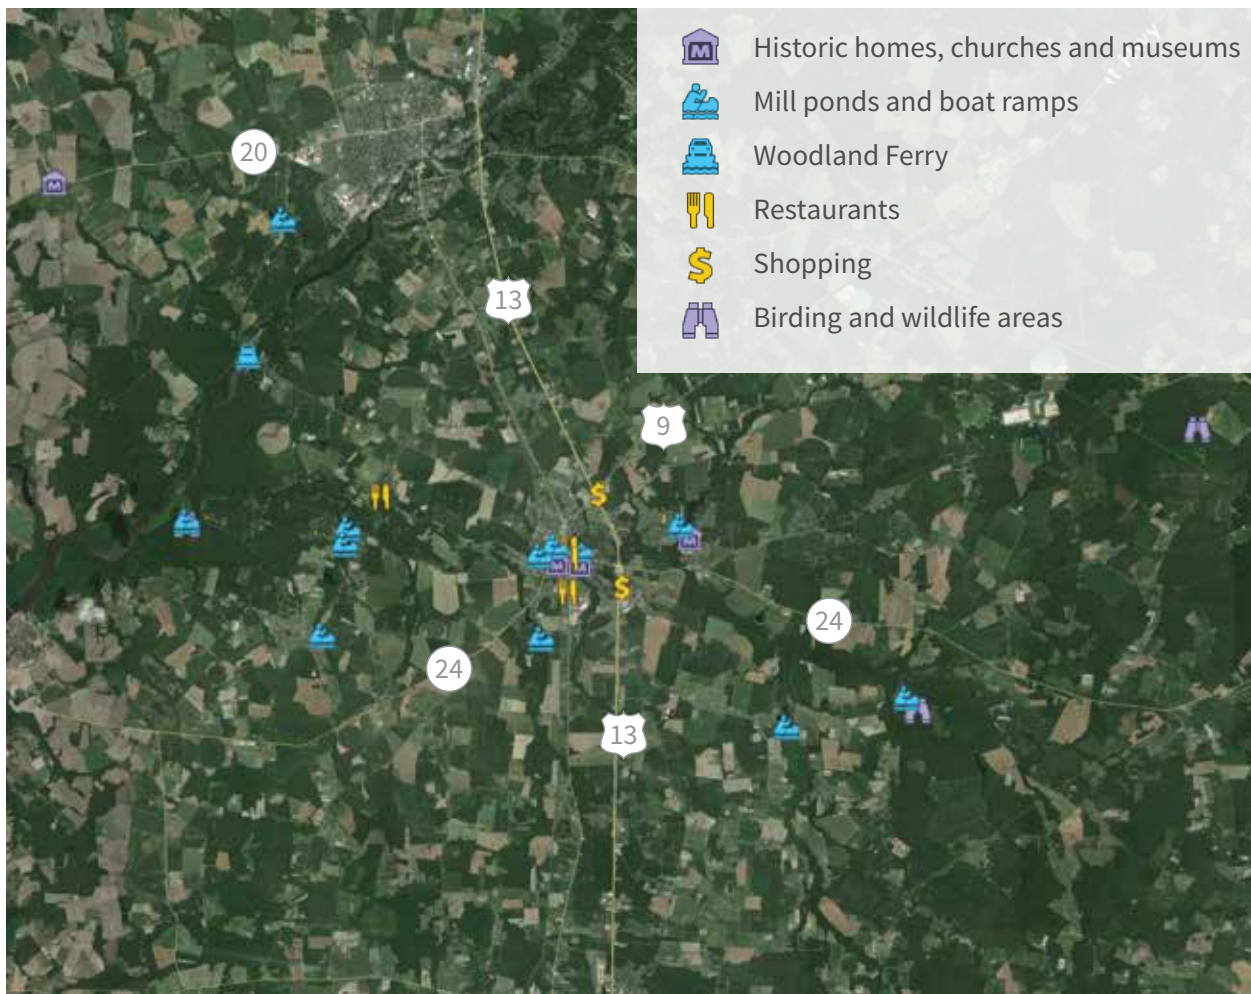 Historic homes, churches and museums
Mill ponds and boat ramps
Woodland Ferry
Restaurants
Shopping
Birding and wildlife areas
20
13
9
24
24
13